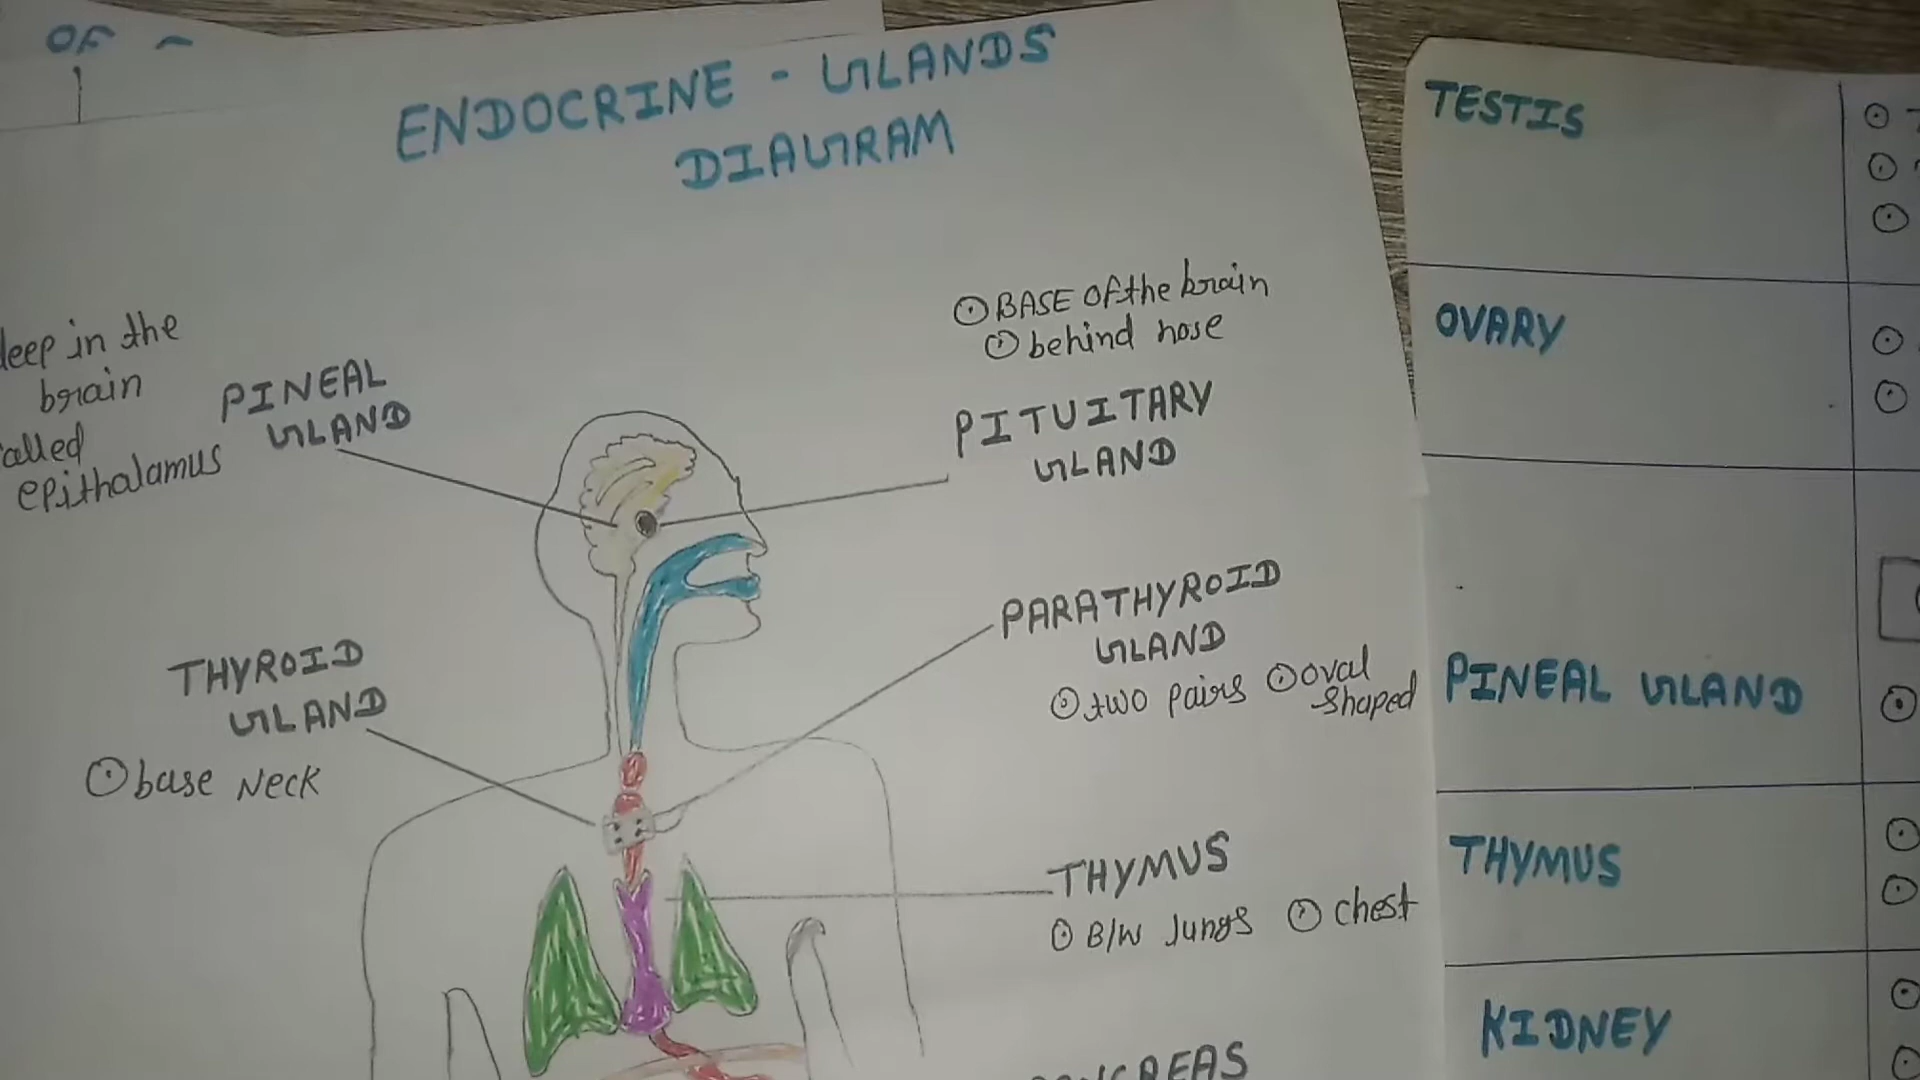 OF
ENDOCRINE - GLANDS
DIAGRAM
deep in the
brain
called
epithalamus
PINEAL
GLAND
BASE of the brain
behind nose
PITUITARY
GLAND
THYROID
GLAND
base Neck
PARATHYROID
GLAND
two pairs
oval
shaped
THYMUS
B/W lungs
chest
PANCREAS
TESTIS
OVARY
PINEAL GLAND
THYMUS
KIDNEY